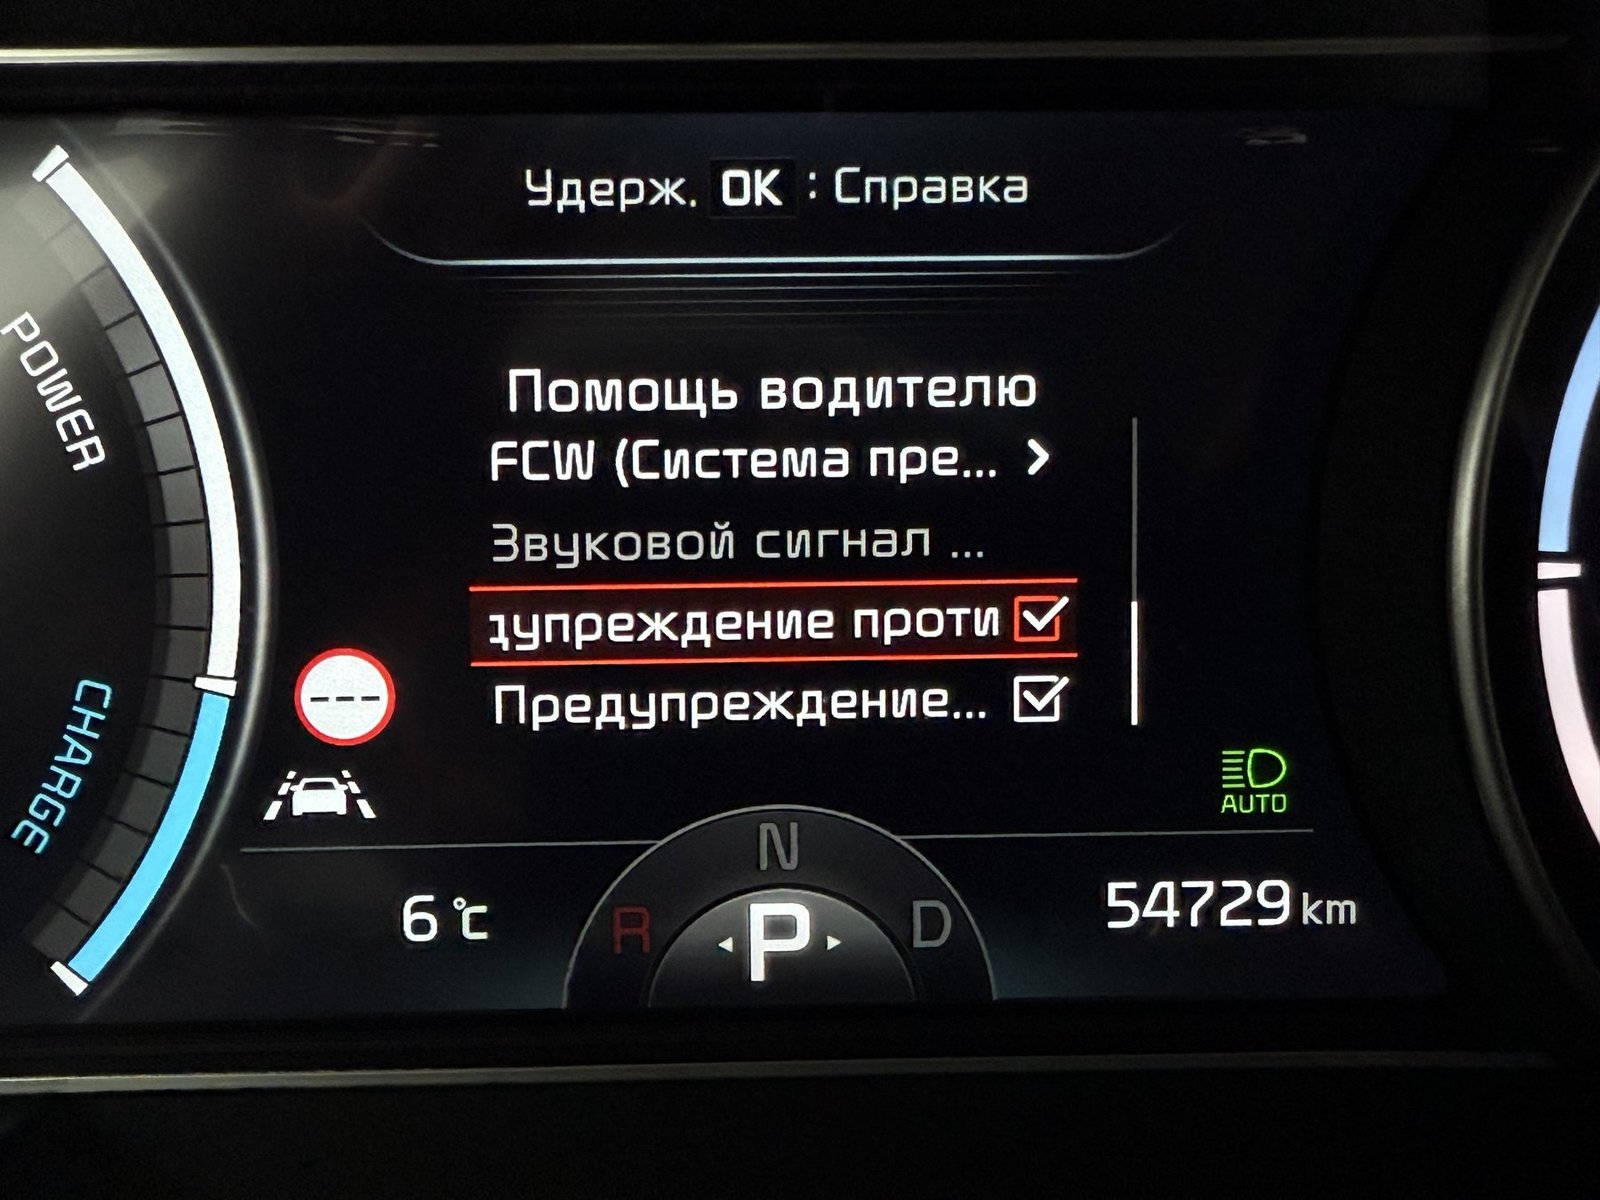 Удерж. OK : Справка
POWER
Помощь водителю
FCW (Система пре... >
Звуковой сигнал ...
дупреждение проти
Предупреждение...
CHARGE
AUTO
N
6 °C
R
P
D
54729 km